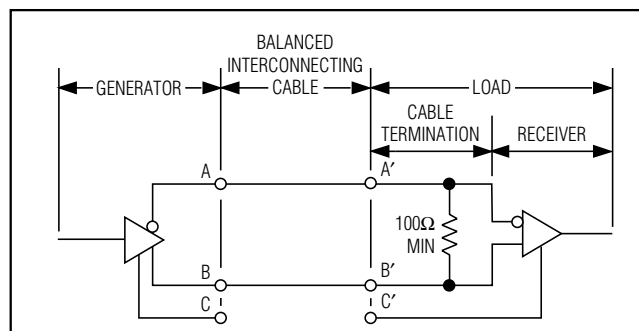 BALANCED
INTERCONNECTING
CABLE
GENERATOR
LOAD
CABLE
TERMINATION
RECEIVER
A
A′
100Ω
MIN
B
B′
C
C′